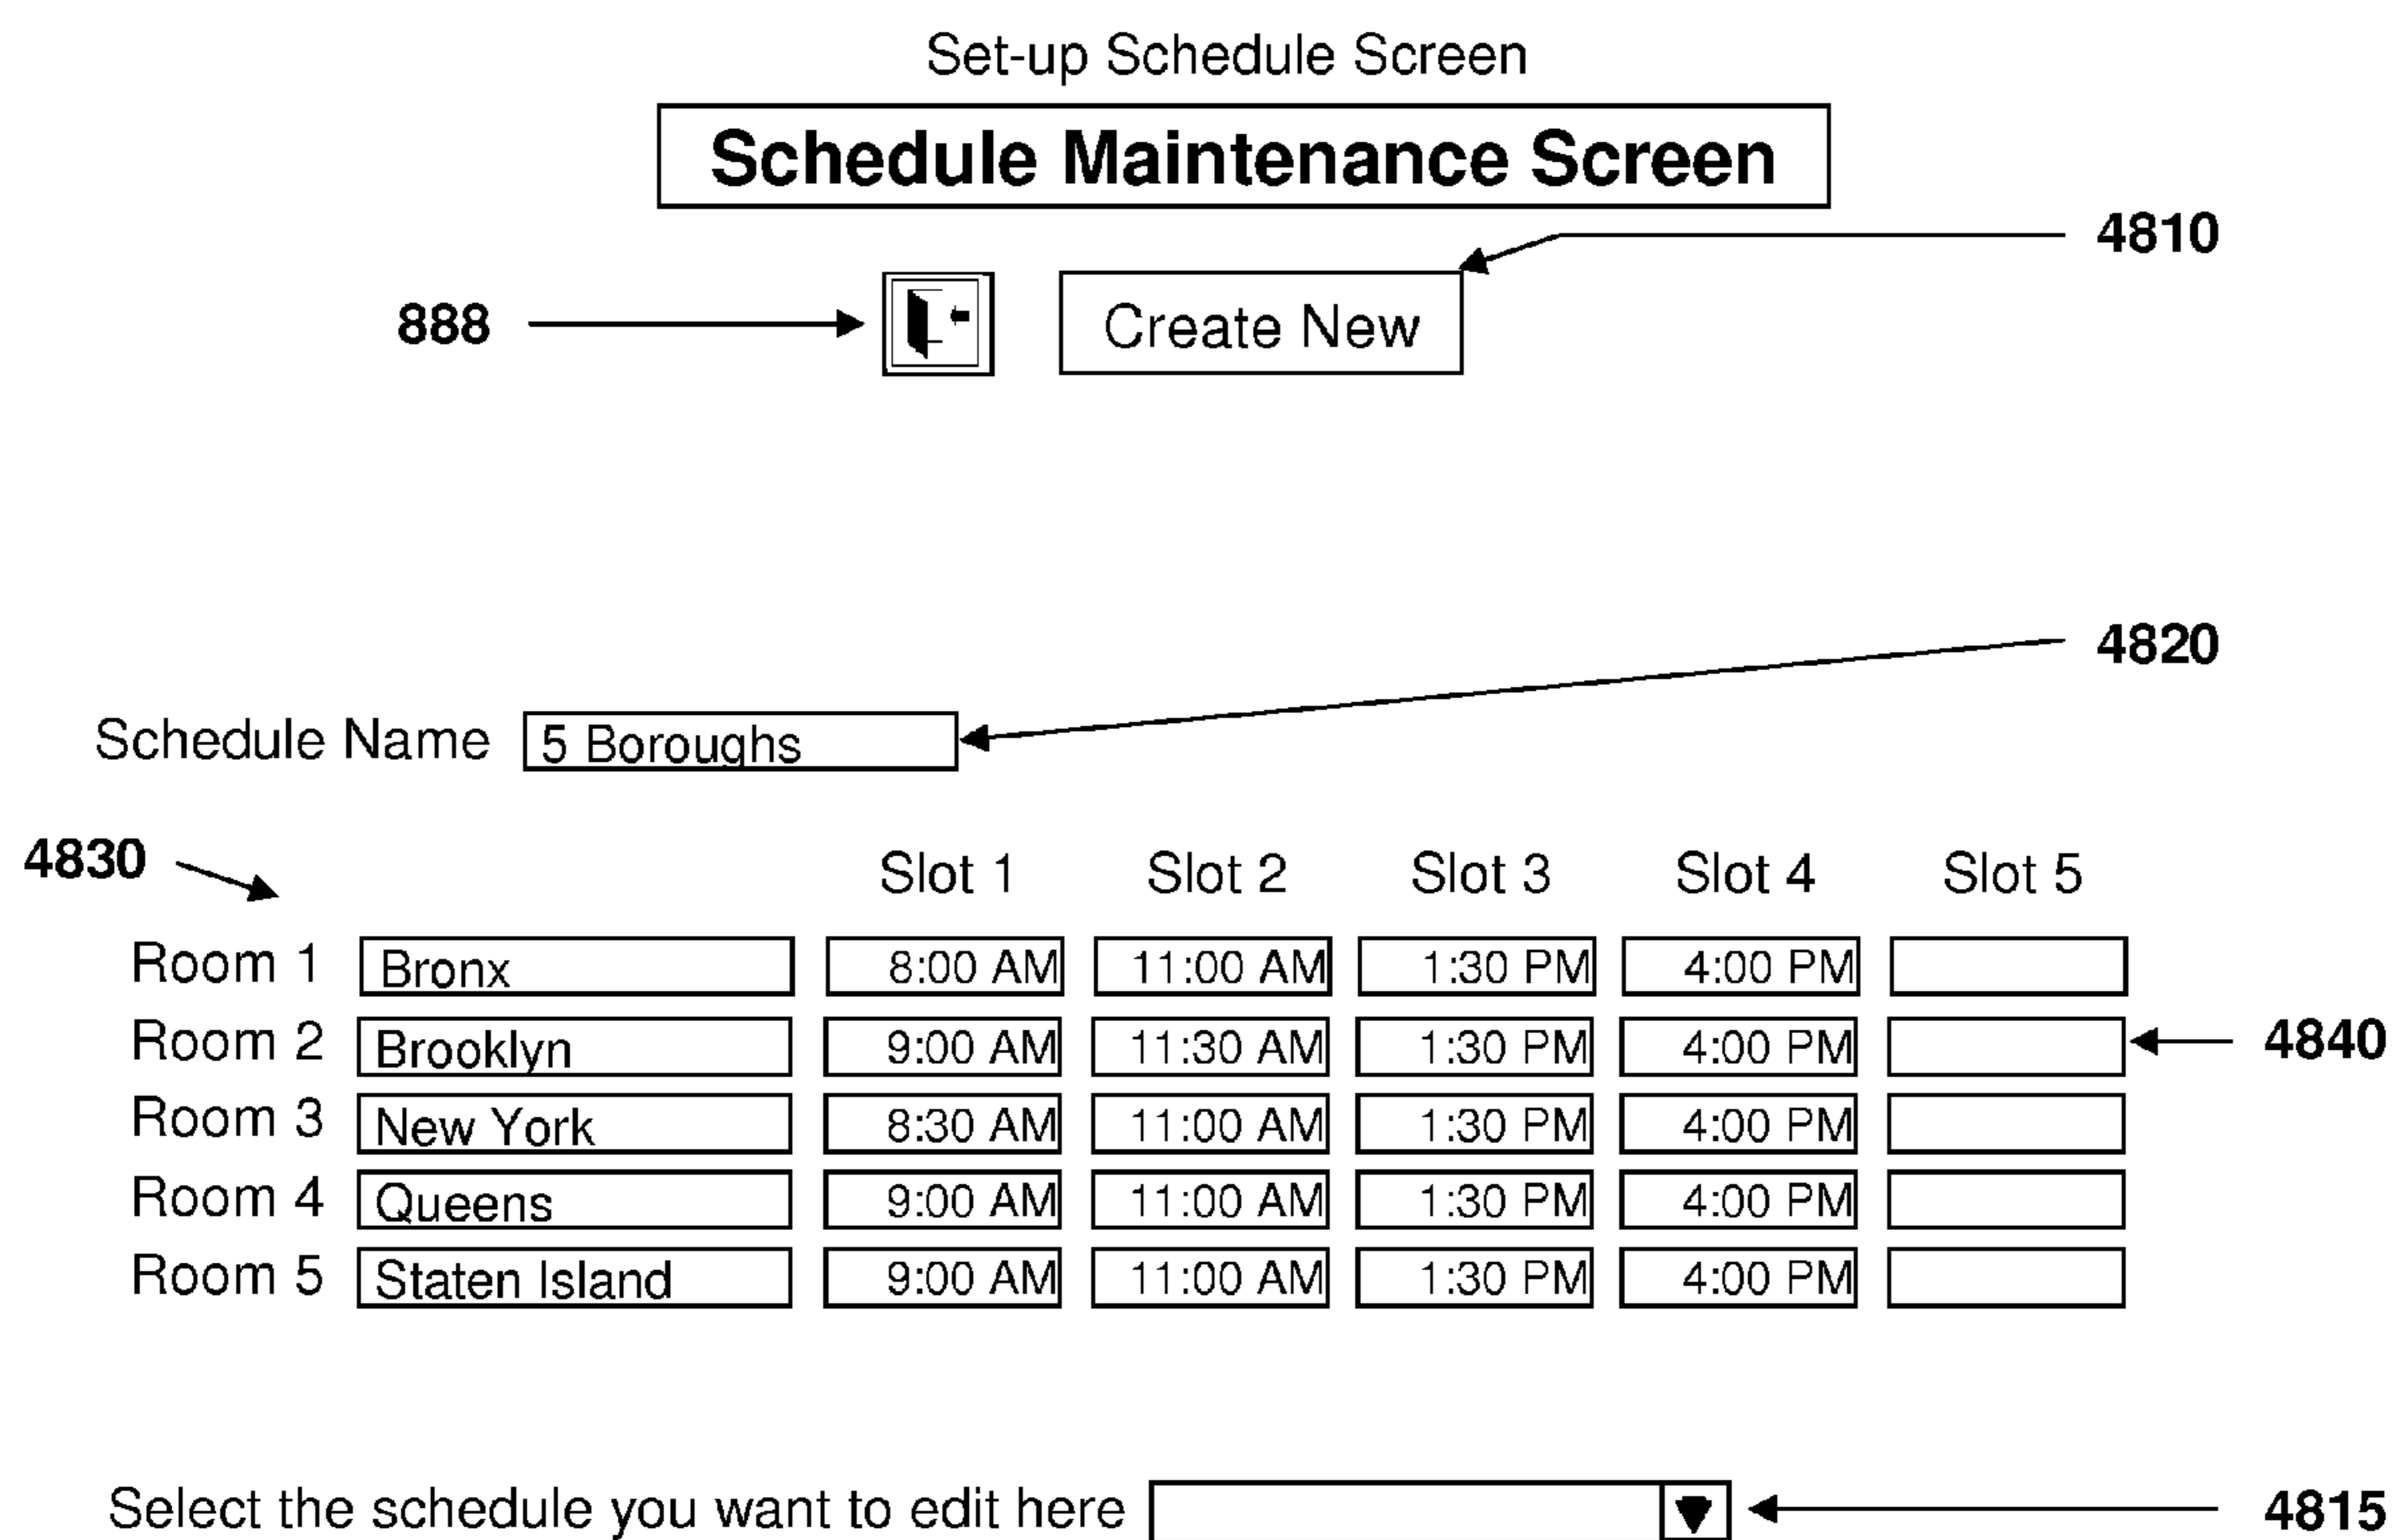 Set-up Schedule Screen
Schedule Maintenance Screen
4810
888
Create New
4820
Schedule Name 5 Boroughs
4830
Slot 1 Slot 2 Slot 3 Slot 4 Slot 5
Room 1 Bronx 8:00 AM 11:00 AM 1:30 PM 4:00 PM
Room 2 Brooklyn 9:00 AM 11:30 AM 1:30 PM 4:00 PM 4840
Room 3 New York 8:30 AM 11:00 AM 1:30 PM 4:00 PM
Room 4 Queens 9:00 AM 11:00 AM 1:30 PM 4:00 PM
Room 5 Staten Island 9:00 AM 11:00 AM 1:30 PM 4:00 PM
Select the schedule you want to edit here 4815